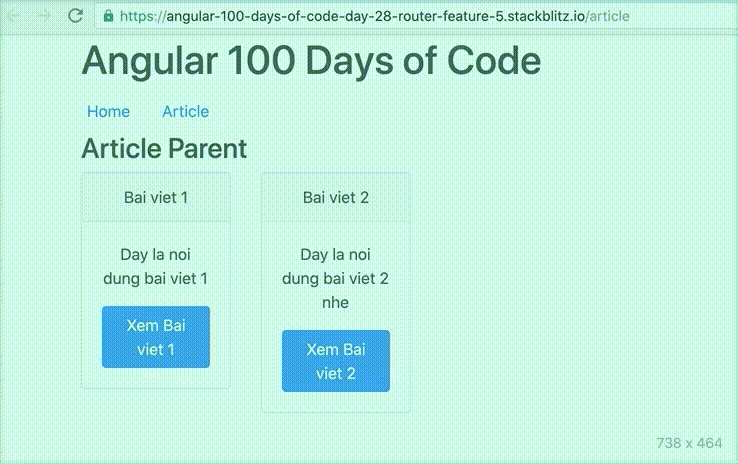 https://angular-100-days-of-code-day-28-router-feature-5.stackblitz.io/article
Angular 100 Days of Code
Home Article
Article Parent
Bai viet 1
Day la noi
dung bai viet 1
Xem Bai
viet 1
Bai viet 2
Day la noi
dung bai viet 2
nhe
Xem Bai
viet 2
738 x 464